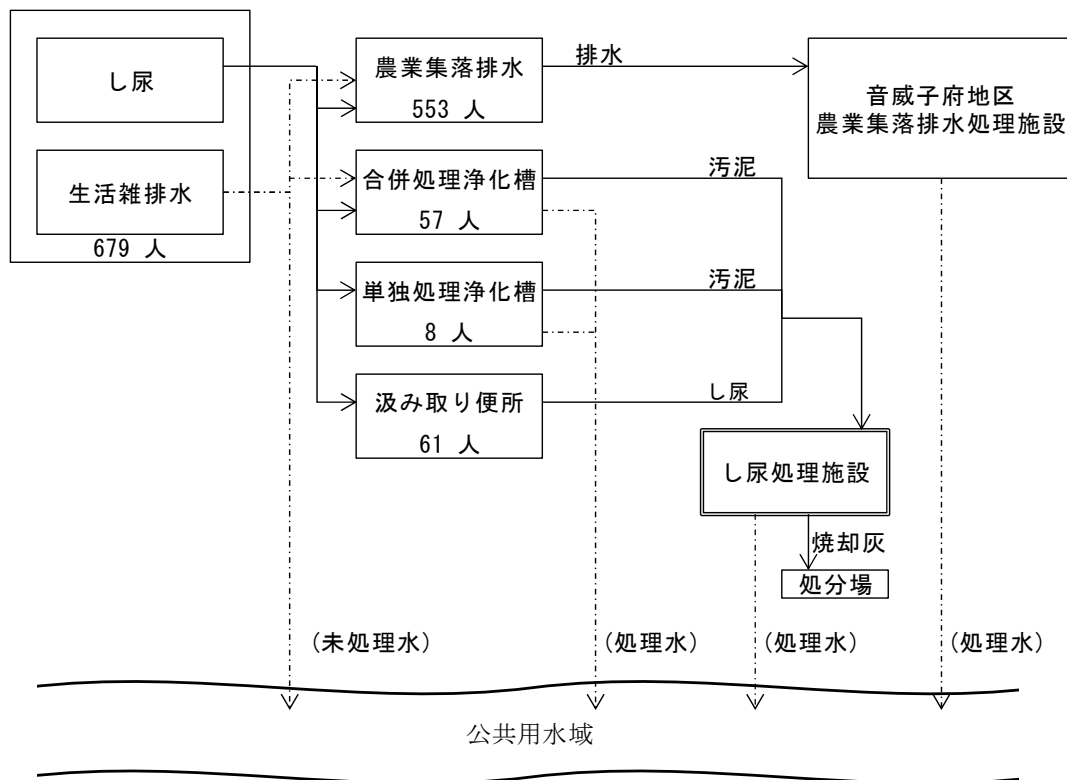 し尿
生活雑排水
679 人
農業集落排水
553 人
合併処理浄化槽
57 人
単独処理浄化槽
8 人
汲み取り便所
61 人
排水
汚泥
汚泥
し尿
音威子府地区
農業集落排水処理施設
し尿処理施設
焼却灰
処分場
(未処理水)
(処理水)
(処理水)
(処理水)
公共用水域